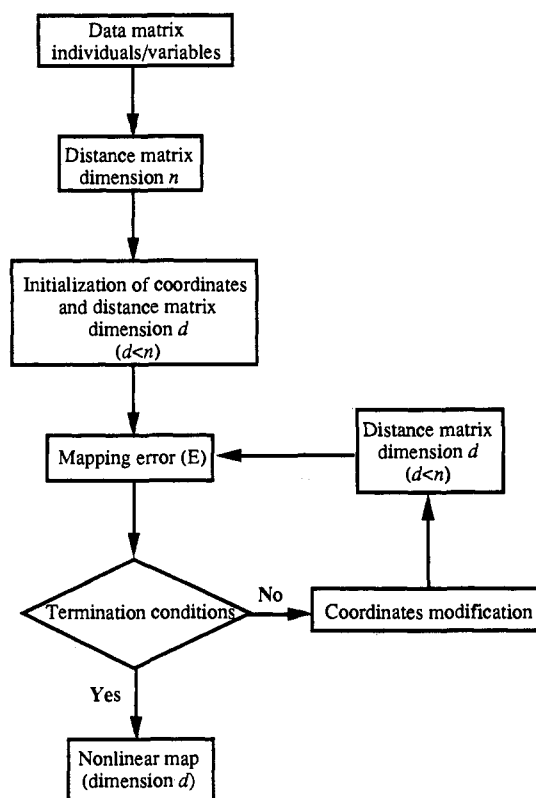 Data matrix
individuals/variables
Distance matrix
dimension n
Initialization of coordinates
and distance matrix
dimension d
(d<n)
Mapping error (E)
Distance matrix
dimension d
(d<n)
Termination conditions
No
Coordinates modification
Yes
Nonlinear map
(dimension d)